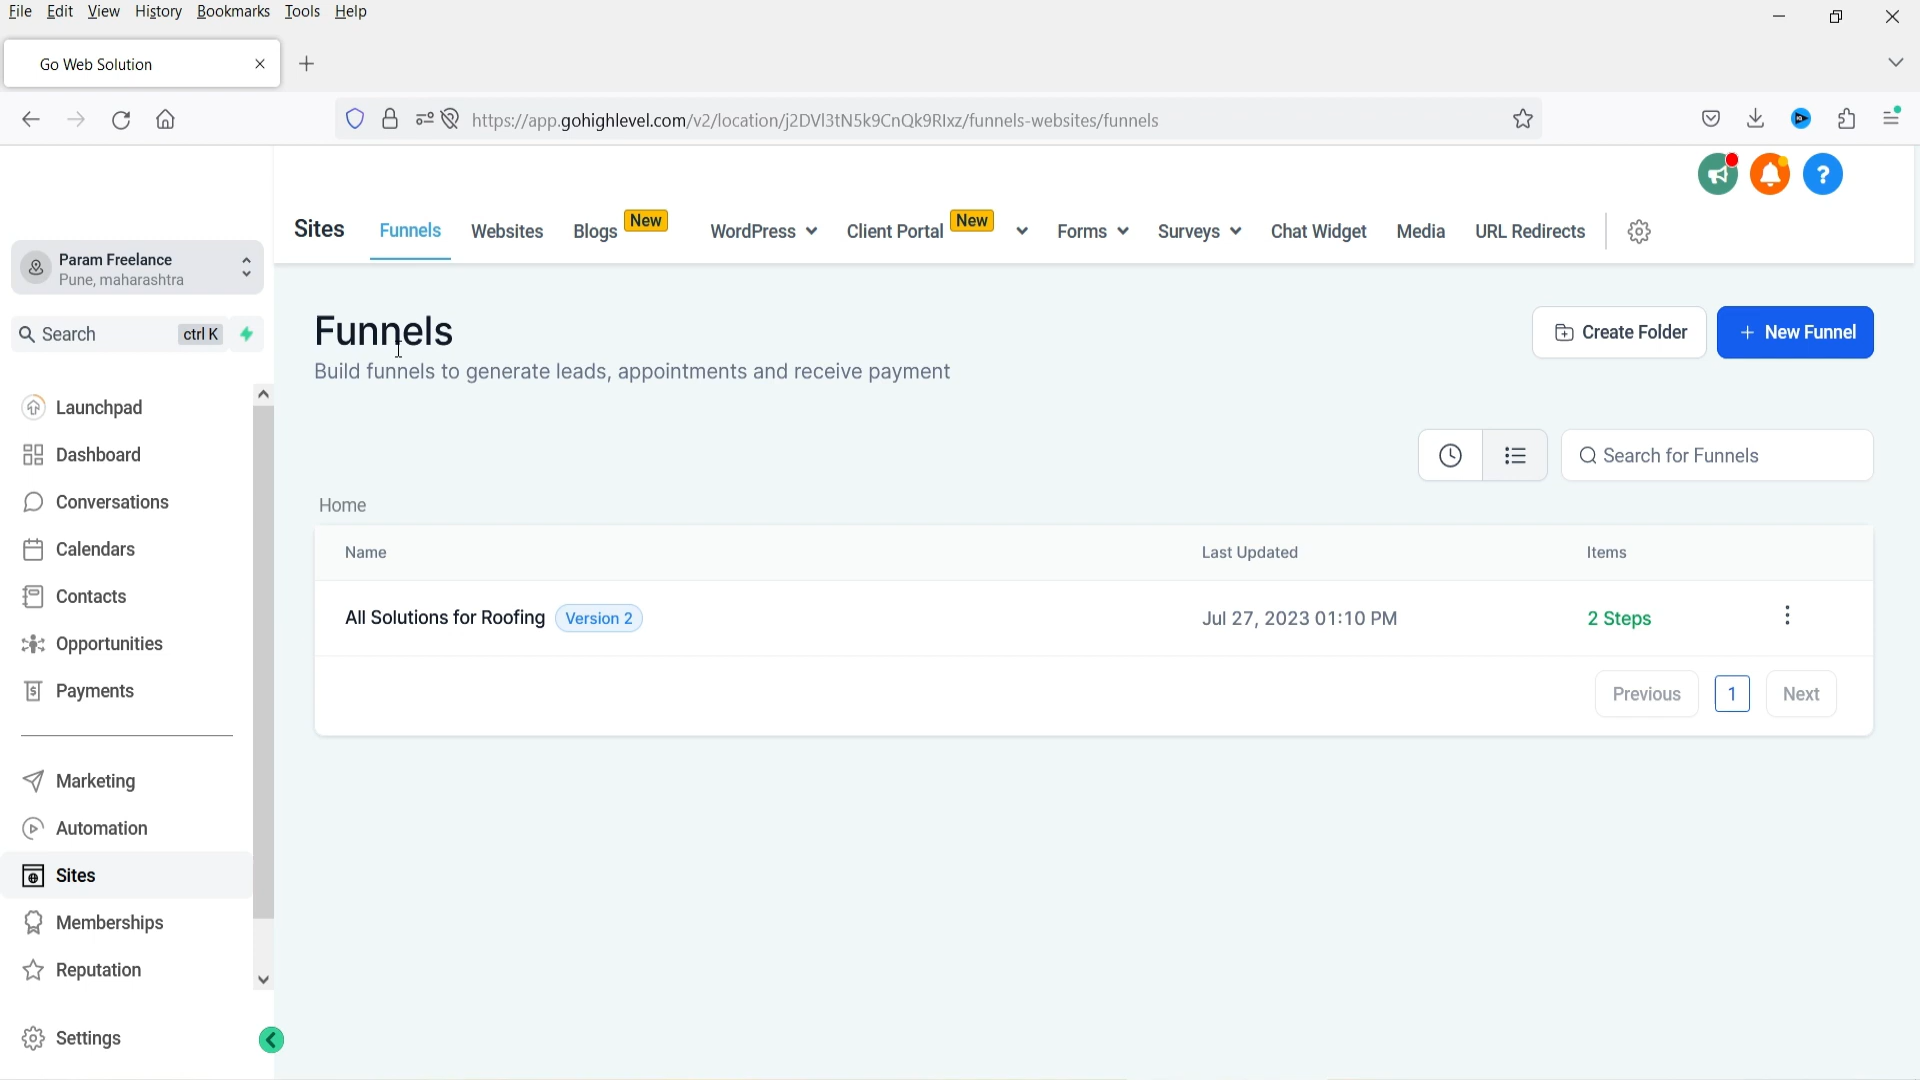 File Edit View History Bookmarks Tools Help
Go Web Solution
https://app.gohighlevel.com/v2/location/j2DVl3tN5k9CnQk9Rlxz/funnels-websites/funnels
Sites Funnels Websites Blogs New WordPress Client Portal New Forms Surveys Chat Widget Media URL Redirects
Param Freelance
Pune, maharashtra
Search ctrl K
Launchpad
Dashboard
Conversations
Calendars
Contacts
Opportunities
Payments
Marketing
Automation
Sites
Memberships
Reputation
Settings
Funnels
Build funnels to generate leads, appointments and receive payment
Create Folder
+ New Funnel
Search for Funnels
Home
Name Last Updated Items
All Solutions for Roofing Version 2 Jul 27, 2023 01:10 PM 2 Steps
Previous 1 Next